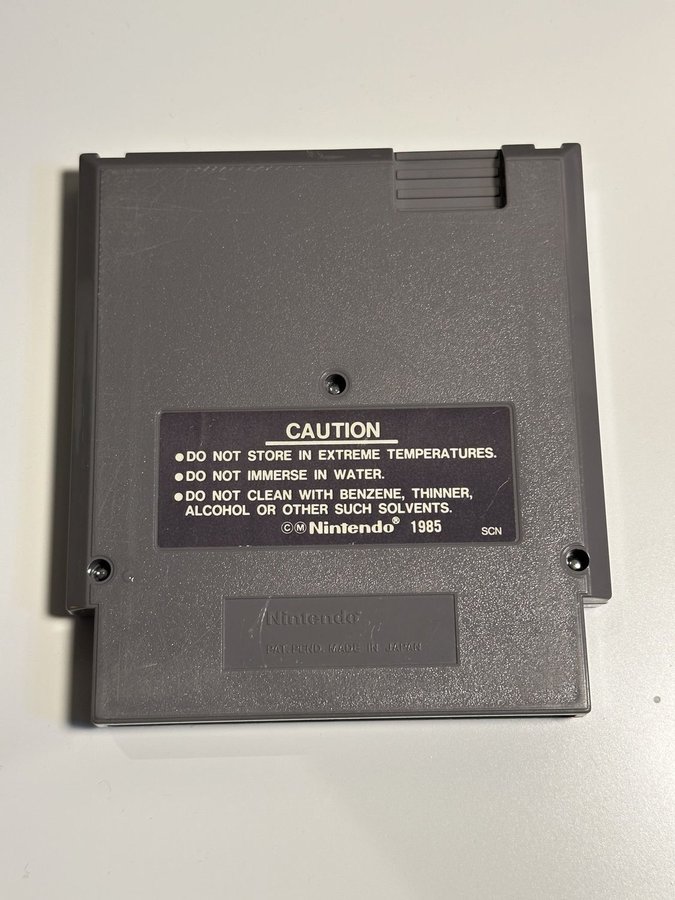 CAUTION
●DO NOT STORE IN EXTREME TEMPERATURES.
●DO NOT IMMERSE IN WATER.
●DO NOT CLEAN WITH BENZENE, THINNER,
ALCOHOL OR OTHER SUCH SOLVENTS.
©Ⓜ Nintendo® 1985
SCN
Nintendo®
PAT. PEND. MADE IN JAPAN